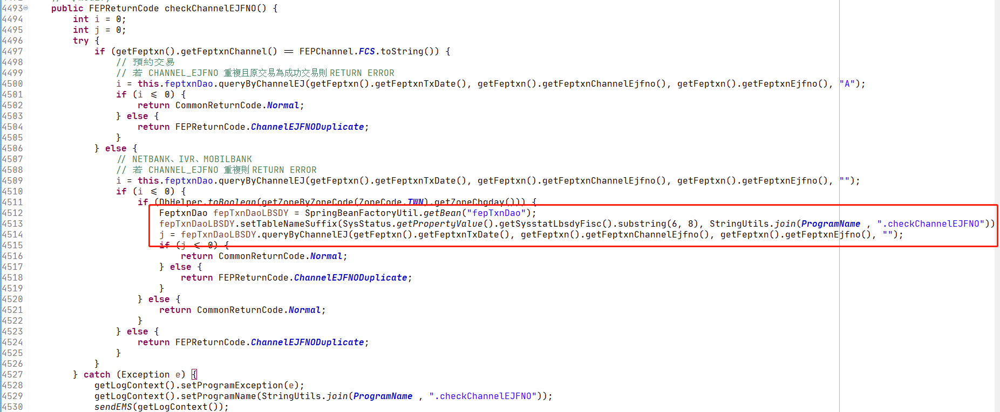 4493 public FEPReturnCode checkChannelEJFNO() {
4494 int i = 0;
4495 int j = 0;
4496 try {
4497 if (getFeptxn().getFeptxnChannel() == FEPChannel.FCS.toString()) {
4498 // 預約交易
4499 // 若 CHANNEL_EJFNO 重複且原交易為成功交易則 RETURN ERROR
4500 i = this.feptxnDao.queryByChannelEJ(getFeptxn().getFeptxnTxDate(), getFeptxn().getFeptxnChannelEjfno(), getFeptxn().getFeptxnEjfno(), "A");
4501 if (i <= 0) {
4502 return CommonReturnCode.Normal;
4503 } else {
4504 return FEPReturnCode.ChannelEJFNODuplicate;
4505 }
4506 } else {
4507 // NETBANK、IVR、MOBILBANK
4508 // 若 CHANNEL_EJFNO 重複則 RETURN ERROR
4509 i = this.feptxnDao.queryByChannelEJ(getFeptxn().getFeptxnTxDate(), getFeptxn().getFeptxnChannelEjfno(), getFeptxn().getFeptxnEjfno(), "");
4510 if (i <= 0) {
4511 if (DbHelper.toBoolean(getZoneByZoneCode(ZoneCode.TWN).getZoneChgday())) {
4512 FeptxnDao fepTxnDaoLBSDY = SpringBeanFactoryUtil.getBean("fepTxnDao");
4513 fepTxnDaoLBSDY.setTableNameSuffix(SysStatus.getPropertyValue().getSysstatLbsdyFisc().substring(6, 8), StringUtils.join(ProgramName , ".checkChannelEJFNO"))
4514 j = fepTxnDaoLBSDY.queryByChannelEJ(getFeptxn().getFeptxnTxDate(), getFeptxn().getFeptxnChannelEjfno(), getFeptxn().getFeptxnEjfno(), "");
4515 if (j <= 0) {
4516 return CommonReturnCode.Normal;
4517 } else {
4518 return FEPReturnCode.ChannelEJFNODuplicate;
4519 }
4520 } else {
4521 return CommonReturnCode.Normal;
4522 }
4523 } else {
4524 return FEPReturnCode.ChannelEJFNODuplicate;
4525 }
4526 }
4527 } catch (Exception e) {
4528 getLogContext().setProgramException(e);
4529 getLogContext().setProgramName(StringUtils.join(ProgramName , ".checkChannelEJFNO"));
4530 sendEMS(getLogContext());